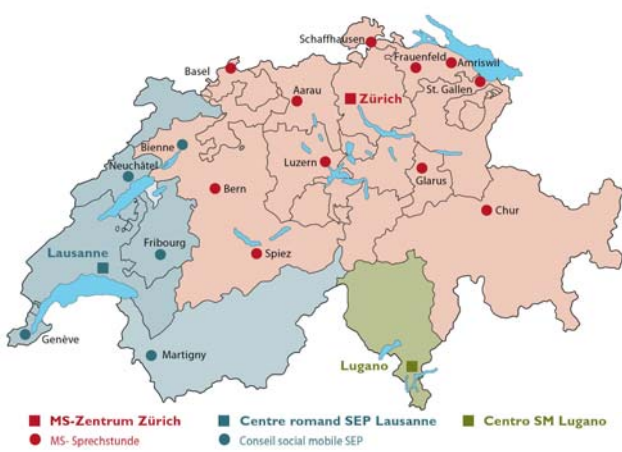 Schaffhausen
Basel
Frauenfeld
Amriswil
Aarau
Zürich
St. Gallen
Bienne
Neuchâtel
Luzern
Glarus
Bern
Chur
Fribourg
Lausanne
Spiez
Genève
Martigny
Lugano
MS-Zentrum Zürich Centre romand SEP Lausanne Centro SM Lugano
MS- Sprechstunde Conseil social mobile SEP